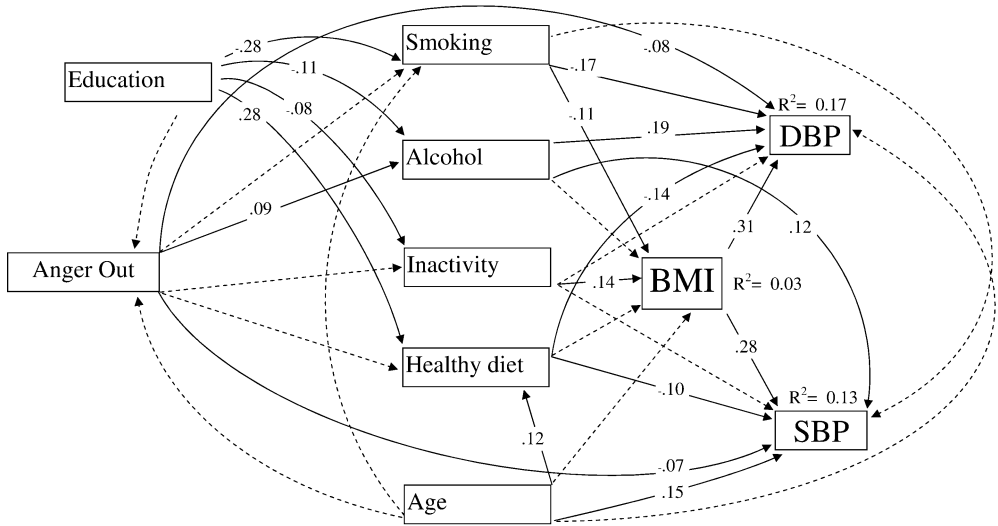 Education
Anger Out
Smoking
Alcohol
Inactivity
Healthy diet
Age
-.28
-.11
-.08
.28
.09
-.08
-.17
-.11
.19
-.14
.12
.14
.31
.28
-.10
.12
-.07
.15
R²= 0.17
DBP
BMI
R²= 0.03
R²= 0.13
SBP